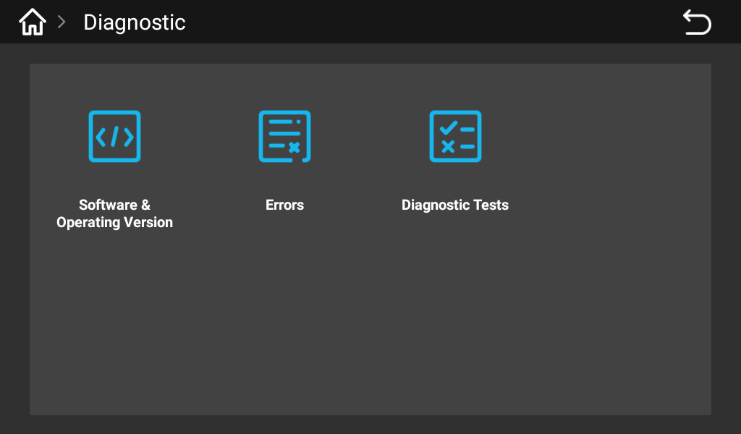 Diagnostic
Software &
Operating Version
Errors
Diagnostic Tests